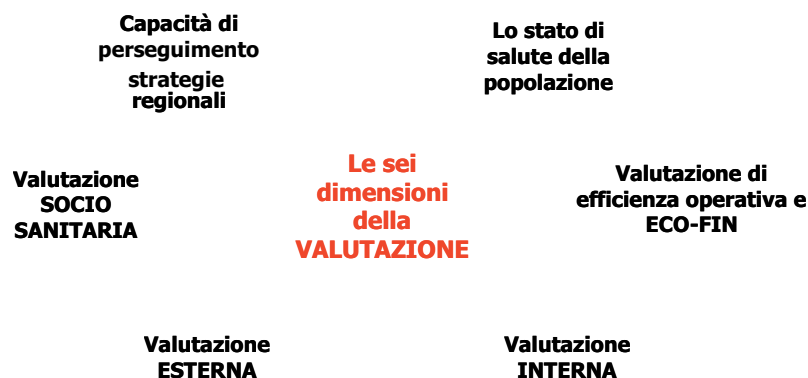 Capacità di
perseguimento
strategie
regionali
Lo stato di
salute della
popolazione
Valutazione
SOCIO
SANITARIA
Le sei
dimensioni
della
VALUTAZIONE
Valutazione di
efficienza operativa e
ECO-FIN
Valutazione
ESTERNA
Valutazione
INTERNA